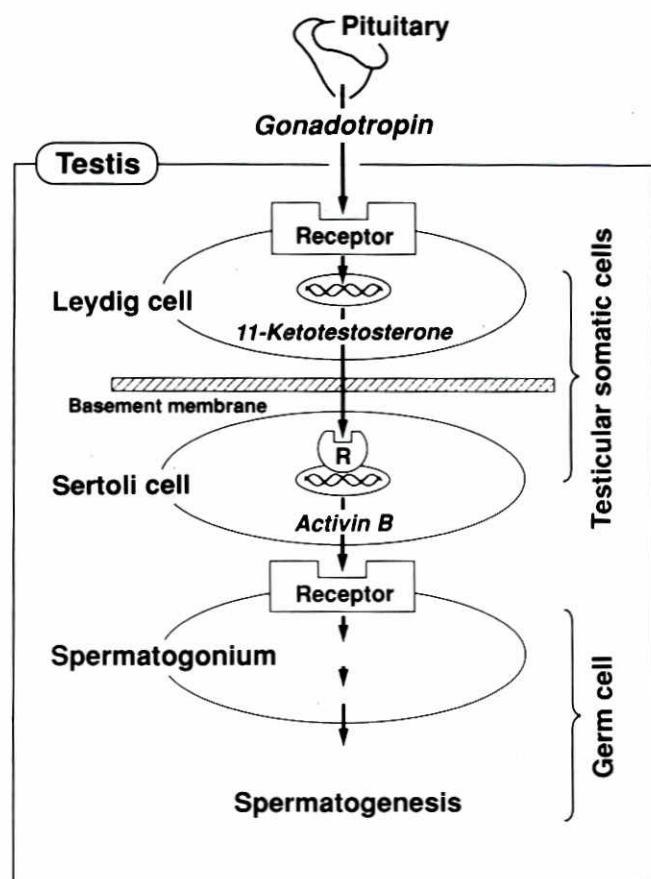 Pituitary
Gonadotropin
Testis
Receptor
Leydig cell
11-Ketotestosterone
Basement membrane
R
Sertoli cell
Activin B
Testicular somatic cells
Receptor
Spermatogonium
Germ cell
Spermatogenesis